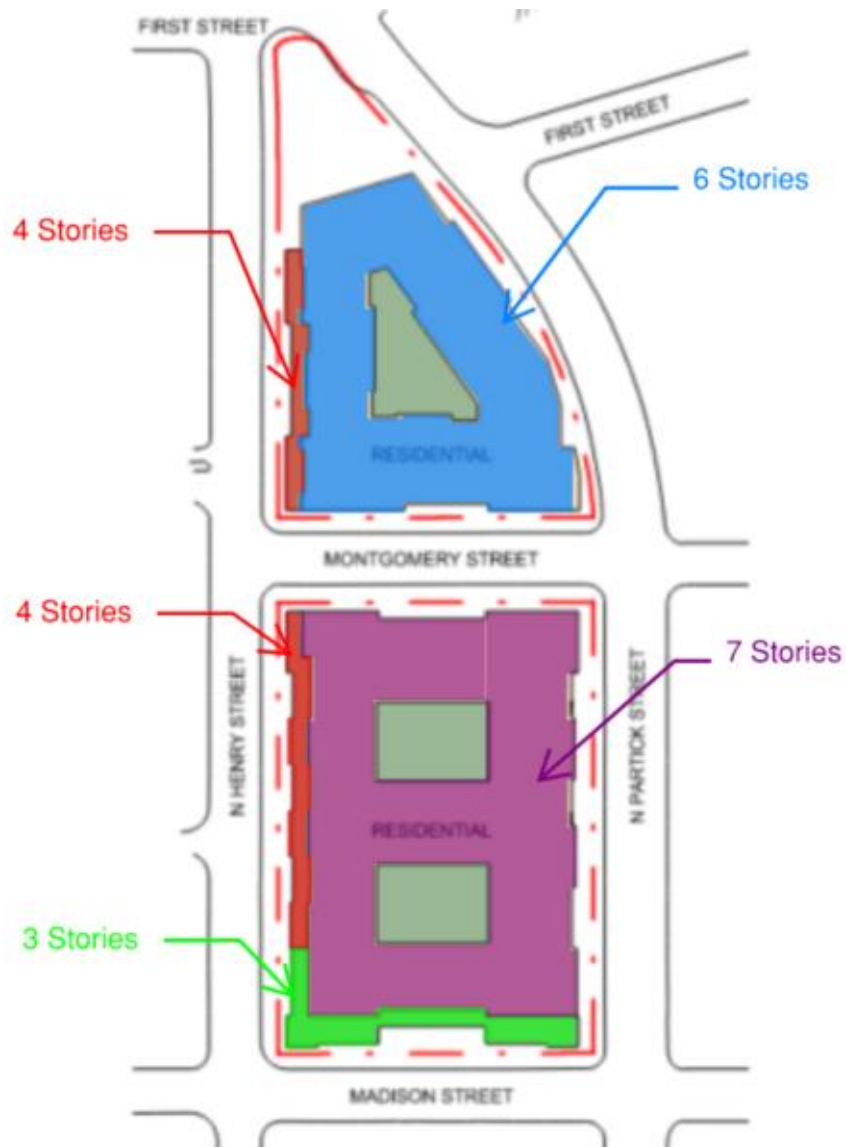 FIRST STREET
FIRST STREET
6 Stories
4 Stories
RESIDENTIAL
MONTGOMERY STREET
4 Stories
7 Stories
N HENRY STREET
N PARTICK STREET
RESIDENTIAL
3 Stories
MADISON STREET